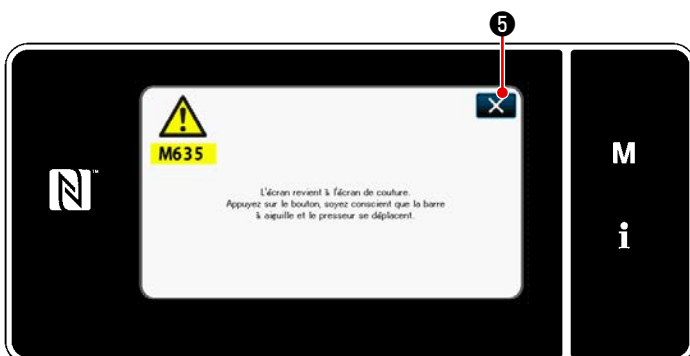 ❺
M635
L'écran revient à l'écran de couture.
Appuyez sur le bouton, soyez conscient que la barre
à aiguille et le presseur se déplacent.
M
i